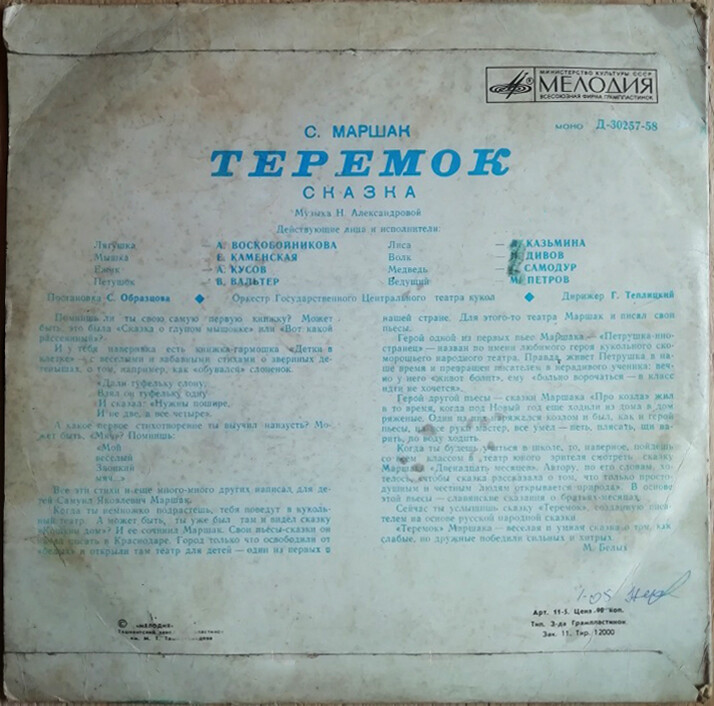 МИНИСТЕРСТВО КУЛЬТУРЫ СССР
МЕЛОДИЯ
ВСЕСОЮЗНАЯ ФИРМА ГРАМПЛАСТИНОК
МОНО Д-30257-58
С. МАРШАК
ТЕРЕМОК
СКАЗКА
Музыка Н. Александровой
Действующие лица и исполнители:
Лягушка — А. ВОСКОБОЙНИКОВА
Мышка — Е. КАМЕНСКАЯ
Ежик — А. КУСОВ
Петушок — В. ВАЛЬТЕР
Лиса — КАЗЬМИНА
Волк — ДИВОВ
Медведь — САМОДУР
Ведущий — М. ПЕТРОВ
Постановка С. Образцова ◆ Оркестр Государственного Центрального театра кукол ◆ Дирижер Г. Теплицкий
Помнишь ли ты свою самую первую книжку? Может
быть, это была «Сказка о глупом мышонке» или «Вот какой
рассеянный»?
И у тебя наверняка есть книжка-гармошка «Детки в
клетке» — с веселыми и забавными стихами о звериных де-
тенышах, о том, например, как «обувался» слоненок.
«Дали туфельку слону.
Взял он туфельку одну
И сказал: «Нужны пошире,
И не две, а все четыре».
А какое первое стихотворение ты выучил наизусть? Мо-
жет быть, «Мяч»? Помнишь:
«Мой
веселый
Звонкий
мяч...»
Все эти стихи и еще много-много других написал для де-
тей Самуил Яковлевич Маршак.
Когда ты немножко подрастешь, тебя поведут в куколь-
ный театр. А может быть, ты уже был там и видел сказку
«Кошкин дом»? И ее сочинил Маршак. Свои пьесы-сказки он
начал писать в Краснодаре. Город только что освободили от
«белых» и открыли там театр для детей — один из первых в
нашей стране. Для этого-то театра Маршак и писал свои
пьесы.
Герой одной из первых пьес Маршака — «Петрушка-ино-
странец» — назван по имени любимого героя кукольного ско-
морошьего народного театра. Правда, живет Петрушка в на-
ше время и превращен писателем в нерадивого ученика: веч-
но у него «живот болит», ему «больно ворочаться — в классе
идти не хочется».
Герой другой пьесы — сказки Маршака «Про козла» жил
в то время, когда под Новый год еще ходили из дома в дом
ряженые. Один из них наряжался козлом и был, как и герой
пьесы, на все руки мастер, все умел — петь, плясать, щи ва-
рить, по воду ходить.
Когда ты будешь учиться в школе, то, наверное, пойдешь
со всем классом в театр юного зрителя смотреть сказку
Маршака «Двенадцать месяцев». Автору, по его словам, хо-
телось, «чтобы сказка рассказала о том, что только просто-
душным и честным людям открывается природа». В основе
этой пьесы — славянские сказания о братьях-месяцах.
Сейчас ты услышишь сказку «Теремок», созданную писа-
телем на основе русской народной сказки.
«Теремок» Маршака — веселая и умная сказка о том, как
слабые, но дружные победили сильных и хитрых.
М. Белых
© «МЕЛОДИЯ»
Арт. 11-5. Цена 90 коп.
Тип. 3-да Грампластинок.
Зак. 11. Тир. 12000